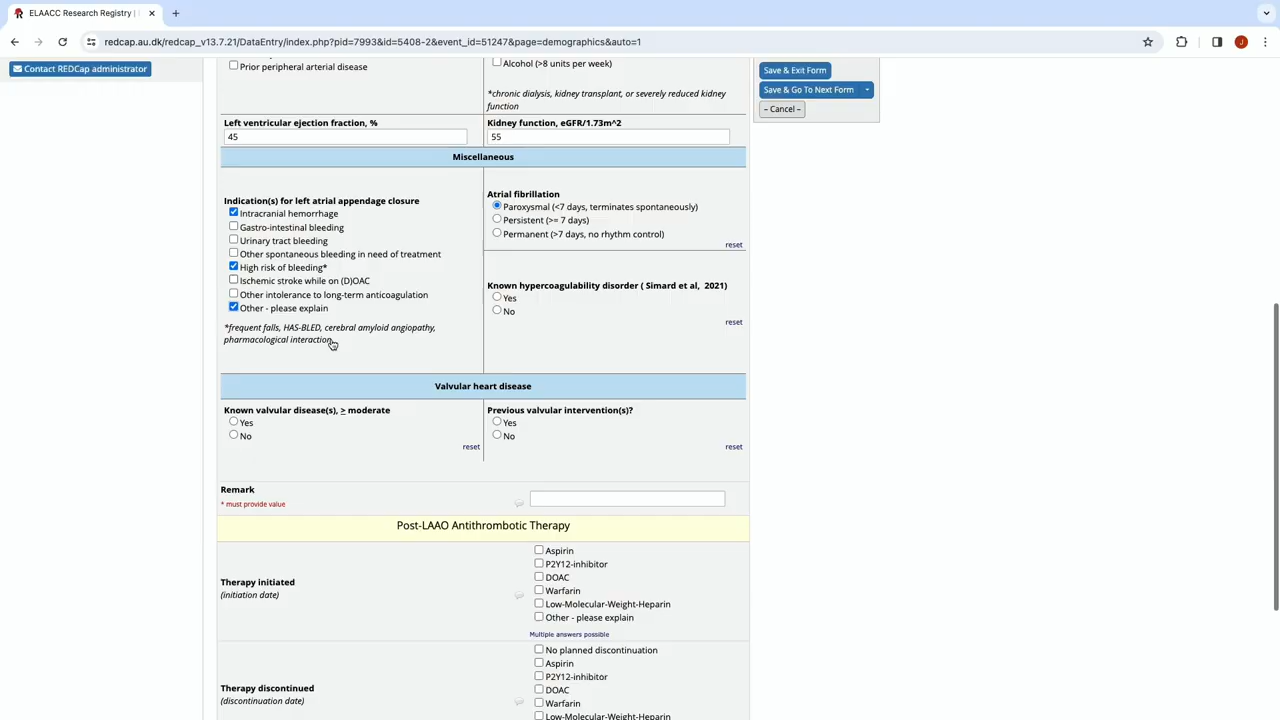 ELAACC Research Registry |
redcap.au.dk/redcap_v13.7.21/DataEntry/index.php?pid=7993&id=5408-2&event_id=51247&page=demographics&auto=1
J
Contact REDCap administrator
Prior peripheral arterial disease
Alcohol (>8 units per week)
*chronic dialysis, kidney transplant, or severely reduced kidney
function
Save & Exit Form
Save & Go To Next Form
– Cancel –
Left ventricular ejection fraction, %
45
Kidney function, eGFR/1.73m^2
55
Miscellaneous
Indication(s) for left atrial appendage closure
Intracranial hemorrhage
Gastro-intestinal bleeding
Urinary tract bleeding
Other spontaneous bleeding in need of treatment
High risk of bleeding*
Ischemic stroke while on (D)OAC
Other intolerance to long-term anticoagulation
Other - please explain
*frequent falls, HAS-BLED, cerebral amyloid angiopathy,
pharmacological interaction
Atrial fibrillation
Paroxysmal (<7 days, terminates spontaneously)
Persistent (>= 7 days)
Permanent (>7 days, no rhythm control)
reset
Known hypercoagulability disorder ( Simard et al, 2021)
Yes
No
reset
Valvular heart disease
Known valvular disease(s), > moderate
Yes
No
reset
Previous valvular intervention(s)?
Yes
No
reset
Remark
* must provide value
Post-LAAO Antithrombotic Therapy
Therapy initiated
(initiation date)
Aspirin
P2Y12-inhibitor
DOAC
Warfarin
Low-Molecular-Weight-Heparin
Other - please explain
Multiple answers possible
Therapy discontinued
(discontinuation date)
No planned discontinuation
Aspirin
P2Y12-inhibitor
DOAC
Warfarin
Low-Molecular-Weight-Heparin